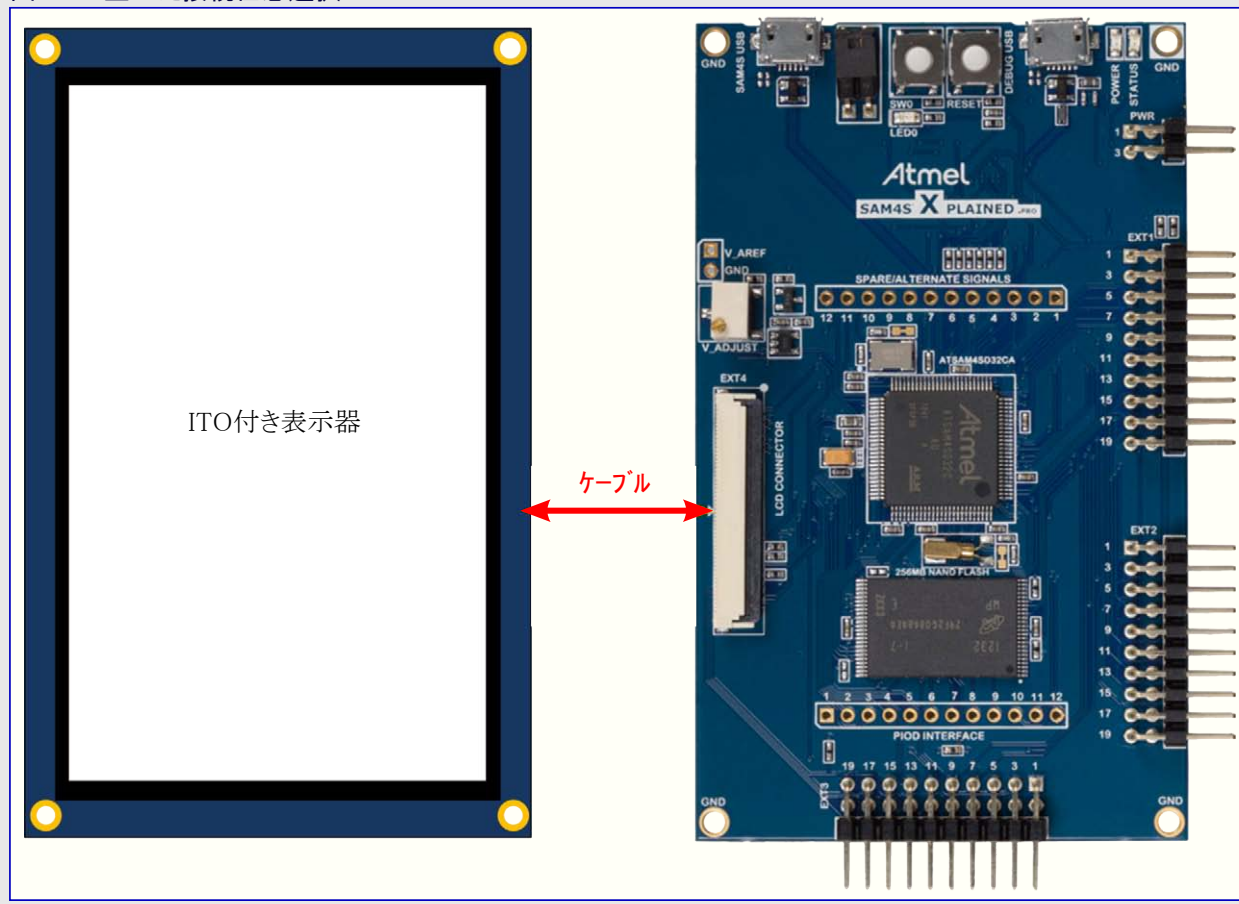 ITO付き表示器
ケーブル
GND
SAM4S USB
SW0
RESET
DEBUG USB
POWER
STATUS
GND
LED0
PWR
1
3
Atmel
SAM4S X PLAINED PRO
V_AREF
GND
V_ADJUST
SPARE/ALTERNATE SIGNALS
12 11 10 9 8 7 6 5 4 3 2 1
EXT1
1
3
5
7
9
11
13
15
17
19
ATSAM4SD32CA
Atmel
EXT4
LCD CONNECTOR
256MB NAND FLASH
EXT2
1
3
5
7
9
11
13
15
17
19
1 2 3 4 5 6 7 8 9 10 11 12
PIOD INTERFACE
19 17 15 13 11 9 7 5 3 1
EXT3
GND
GND